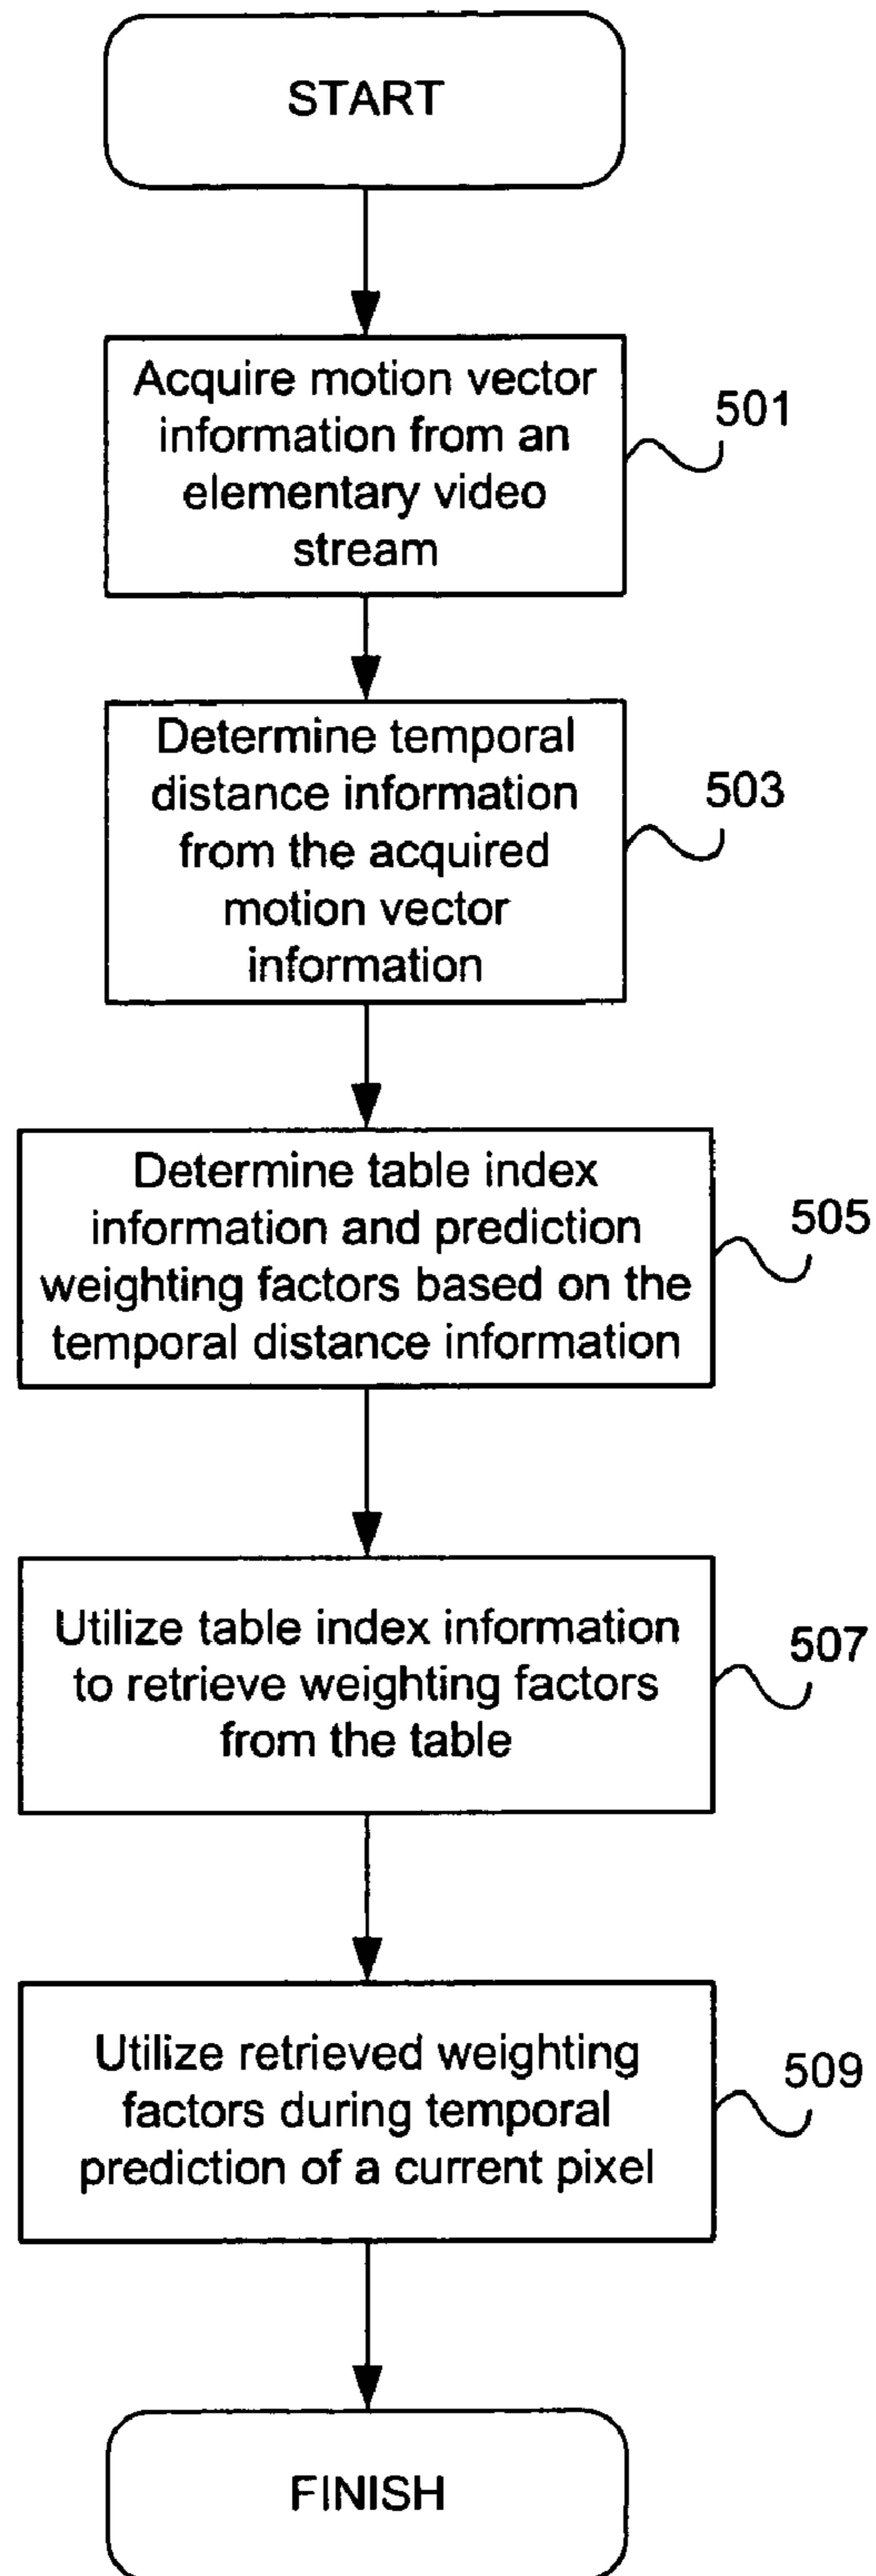 START
Acquire motion vector
information from an
elementary video
stream
501
Determine temporal
distance information
from the acquired
motion vector
information
503
Determine table index
information and prediction
weighting factors based on the
temporal distance information
505
Utilize table index information
to retrieve weighting factors
from the table
507
Utilize retrieved weighting
factors during temporal
prediction of a current pixel
509
FINISH